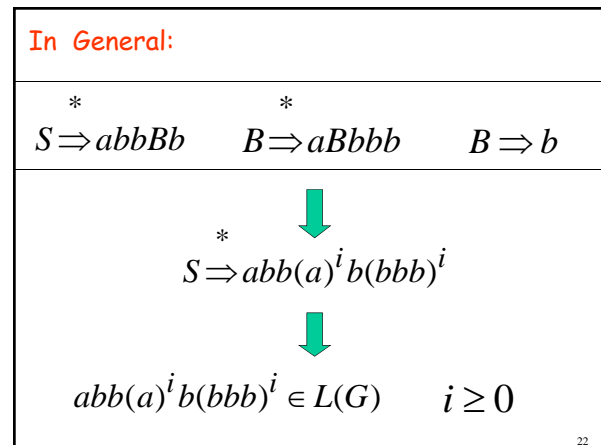 In General:
* *
S ⇒ abbBb B ⇒ aBbbb B ⇒ b
*
S ⇒ abb(a)^i b(bbb)^i
abb(a)^i b(bbb)^i ∈ L(G) i ≥ 0
22